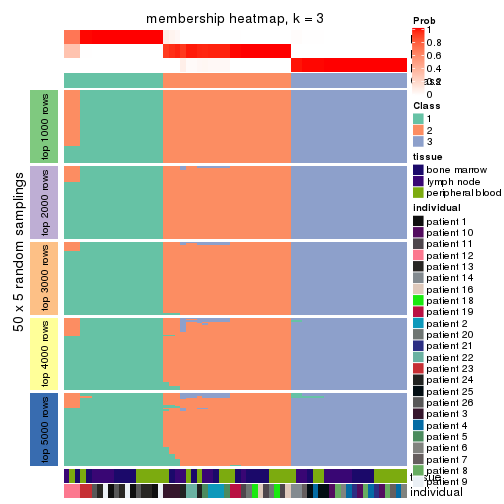 membership heatmap, k = 3
50 x 5 random samplings
top 1000 rows
top 2000 rows
top 3000 rows
top 4000 rows
top 5000 rows
Prob
1
0.8
0.6
0.4
0.2
0
Class
Class
1
2
3
tissue
bone marrow
lymph node
peripheral blood
individual
patient 1
patient 10
patient 11
patient 12
patient 13
patient 14
patient 16
patient 18
patient 19
patient 2
patient 20
patient 21
patient 22
patient 23
patient 24
patient 25
patient 26
patient 3
patient 4
patient 5
patient 6
patient 7
patient 8
patient 9
tissue
individual